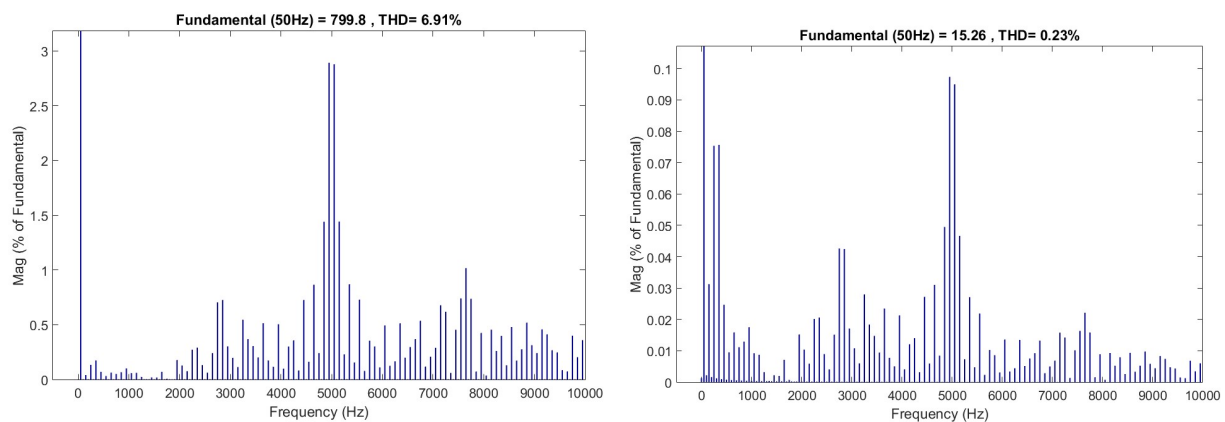 Fundamental (50Hz) = 799.8 , THD= 6.91%
3
2.5
2
1.5
1
0.5
0
Mag (% of Fundamental)
0 1000 2000 3000 4000 5000 6000 7000 8000 9000 10000
Frequency (Hz)
Fundamental (50Hz) = 15.26 , THD= 0.23%
0.1
0.09
0.08
0.07
0.06
0.05
0.04
0.03
0.02
0.01
0
Mag (% of Fundamental)
0 1000 2000 3000 4000 5000 6000 7000 8000 9000 10000
Frequency (Hz)